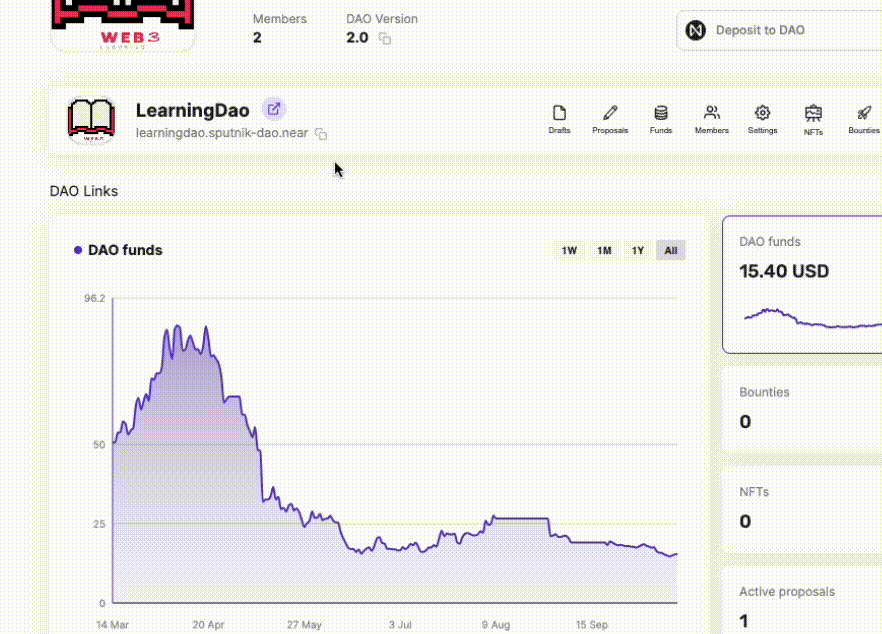 WEB3
LEARNING
Members
2
DAO Version
2.0
Deposit to DAO
LearningDao
learningdao.sputnik-dao.near
Drafts
Proposals
Funds
Members
Settings
NFTs
Bounties
DAO Links
DAO funds
1W 1M 1Y All
96.2
50
25
0
14 Mar 20 Apr 27 May 3 Jul 9 Aug 15 Sep
DAO funds
15.40 USD
Bounties
0
NFTs
0
Active proposals
1